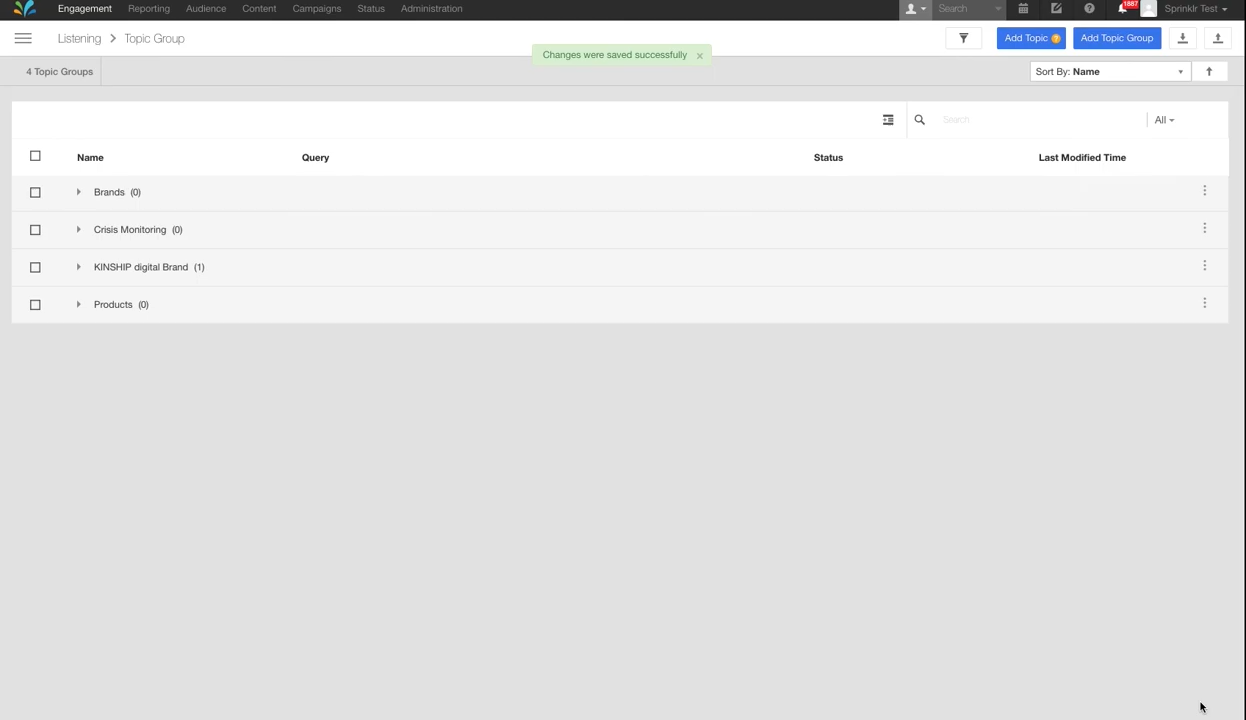 Engagement Reporting Audience Content Campaigns Status Administration Search 1887 Sprinklr Test
Listening > Topic Group Add Topic Add Topic Group
Changes were saved successfully ×
4 Topic Groups Sort By: Name
Search All
Name Query Status Last Modified Time
Brands (0)
Crisis Monitoring (0)
KINSHIP digital Brand (1)
Products (0)